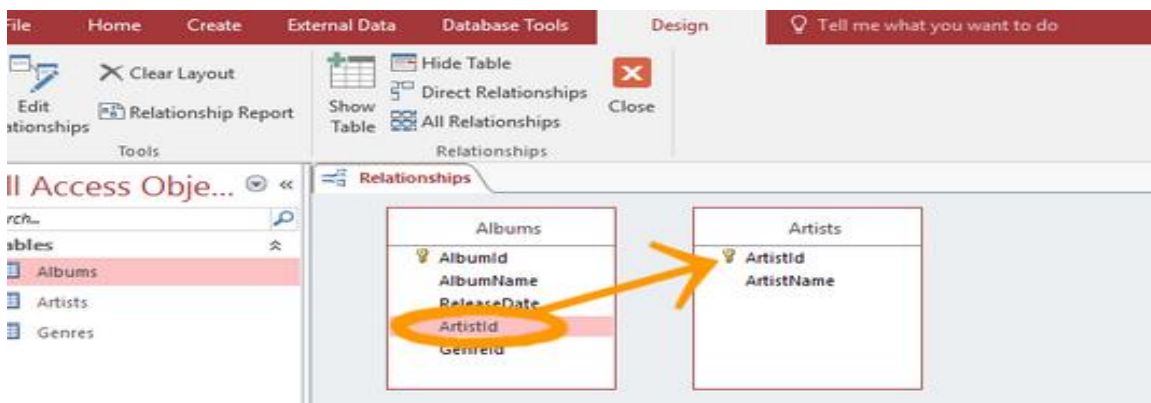 File Home Create External Data Database Tools Design Tell me what you want to do
Clear Layout
Relationship Report
Edit
ationships
Tools
Show
Table
Hide Table
Direct Relationships
All Relationships
Close
Relationships
ll Access Obje... «
rch...
ables
Albums
Artists
Genres
Relationships
Albums
AlbumId
AlbumName
ReleaseDate
ArtistId
GenreId
Artists
ArtistId
ArtistName